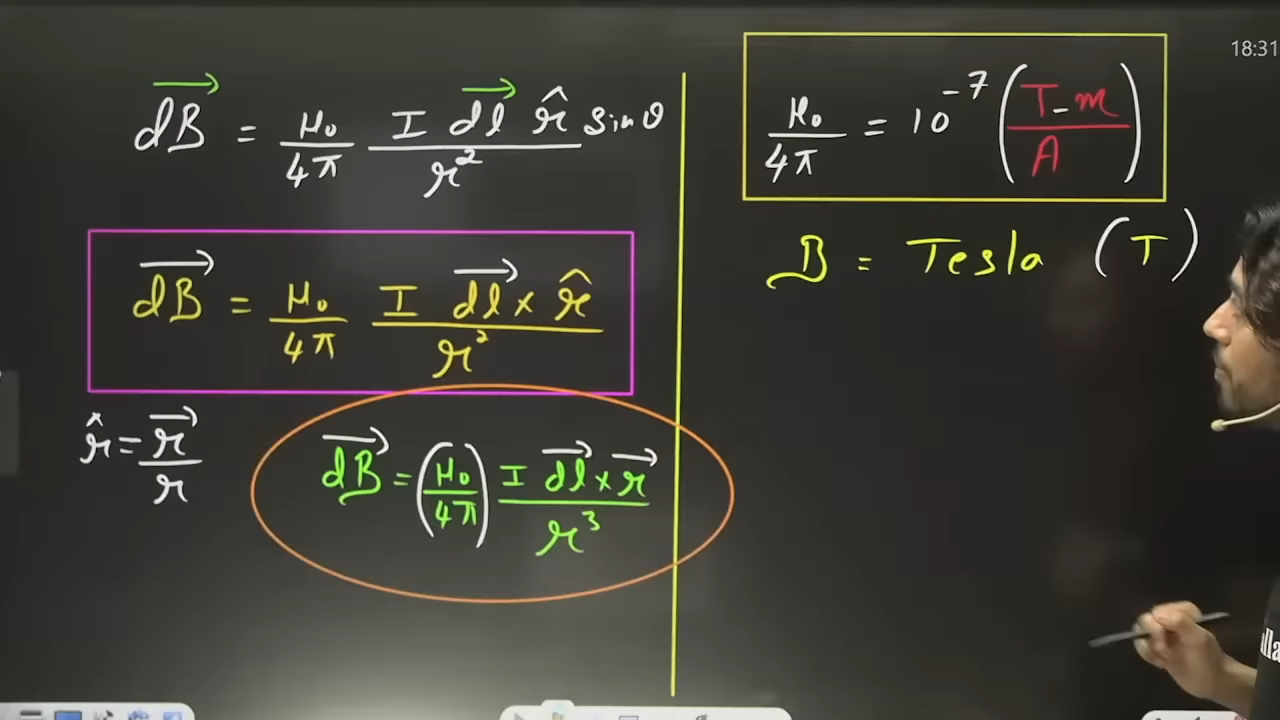 18:31
→dB = μ₀/4π I →dl r̂ sinθ / r²
→dB = μ₀/4π I →dl × r̂ / r²
r̂ = →r / r
→dB = (μ₀/4π) I →dl × →r / r³
μ₀/4π = 10⁻⁷ (T-m / A)
B = Tesla (T)
lla